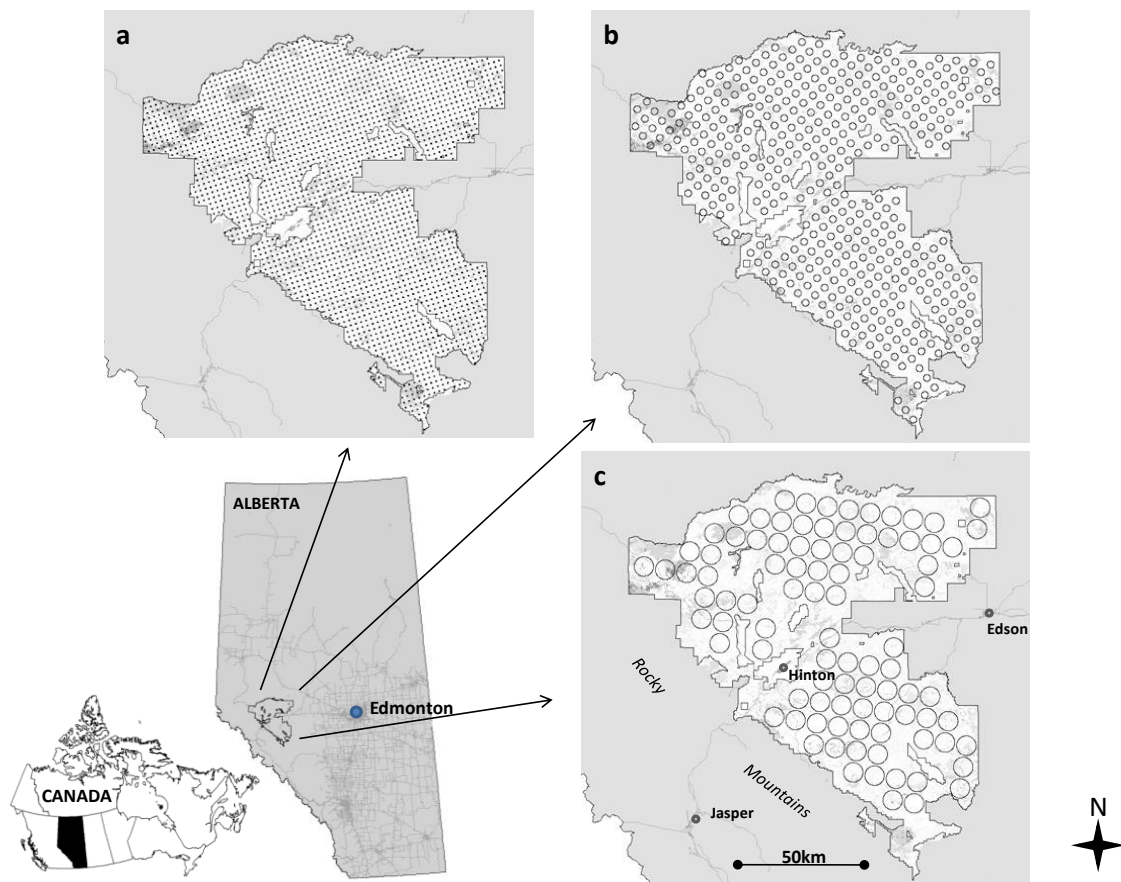 a
b
ALBERTA
c
Edson
Rocky
Hinton
Edmonton
Mountains
CANADA
Jasper
N
50km